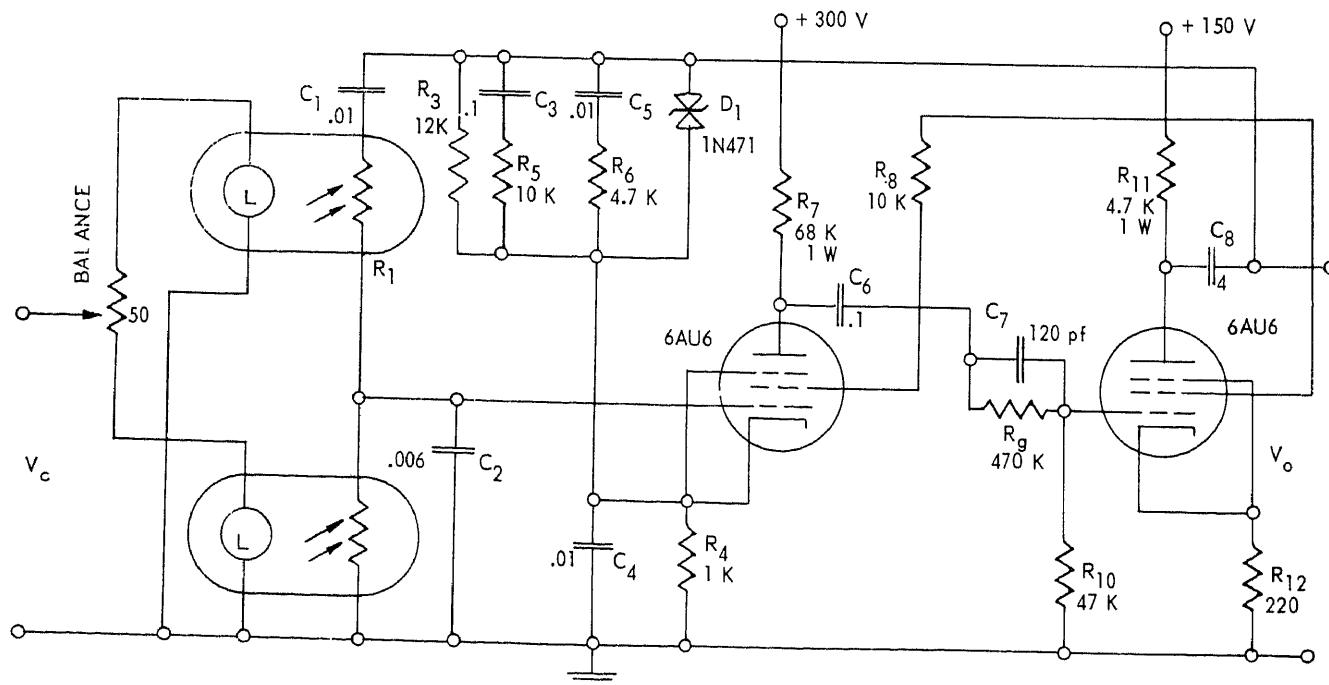 + 300 V
+ 150 V
C1
.01
R3
12K
.1
C3
.01
C5
D1
1N471
R5
10 K
R6
4.7 K
R7
68 K
1 W
R8
10 K
R11
4.7 K
1 W
C8
.4
L
R1
BALANCE
50
C6
.1
C7
120 pf
6AU6
6AU6
Rg
470 K
Vc
.006
C2
Vo
L
.01
C4
R4
1 K
R10
47 K
R12
220